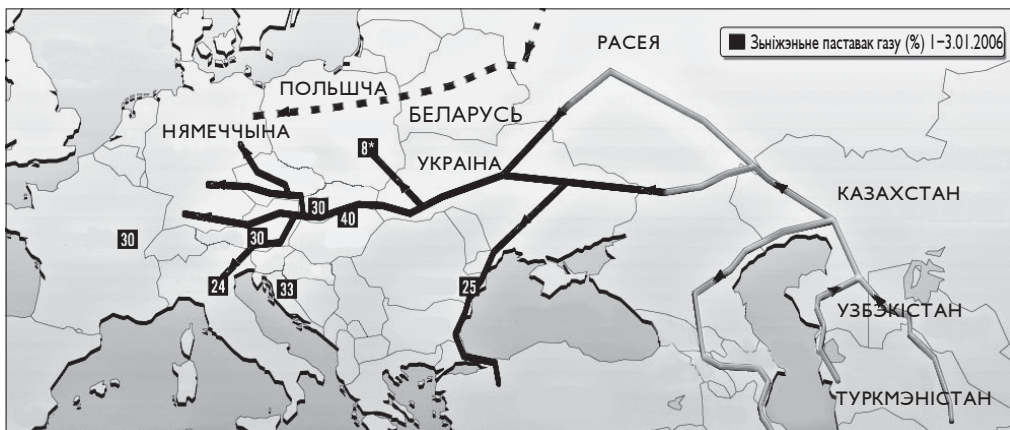 ■ Зьніжэньне паставак газу (%) 1–3.01.2006
РАСЕЯ
ПОЛЬШЧА
БЕЛАРУСЬ
НЯМЕЧЧЫНА
8*
УКРАІНА
КАЗАХСТАН
30
40
30
30
24
33
25
УЗБЭКІСТАН
ТУРКМЭНІСТАН